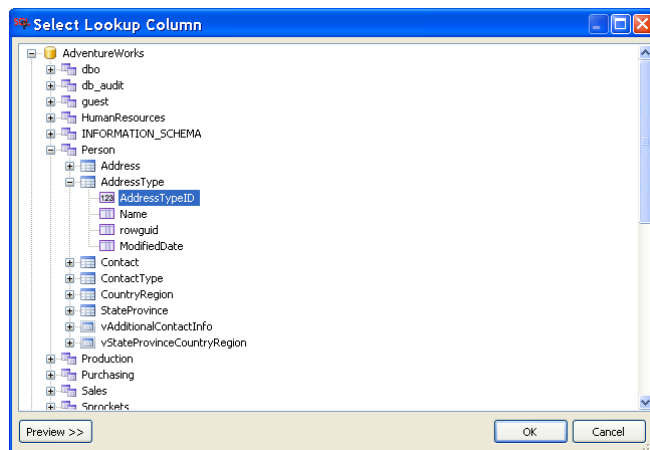 Select Lookup Column
AdventureWorks
dbo
db_audit
guest
HumanResources
INFORMATION_SCHEMA
Person
Address
AddressType
123 AddressTypeID
Name
rowguid
ModifiedDate
Contact
ContactType
CountryRegion
StateProvince
vAdditionalContactInfo
vStateProvinceCountryRegion
Production
Purchasing
Sales
Sprockets
Preview >> OK Cancel